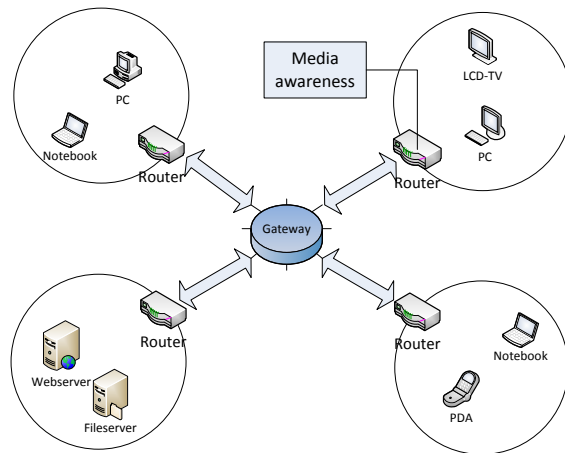 PC
Notebook
Router
Media
awareness
LCD-TV
PC
Router
Gateway
Router
Webserver
Fileserver
Router
Notebook
PDA